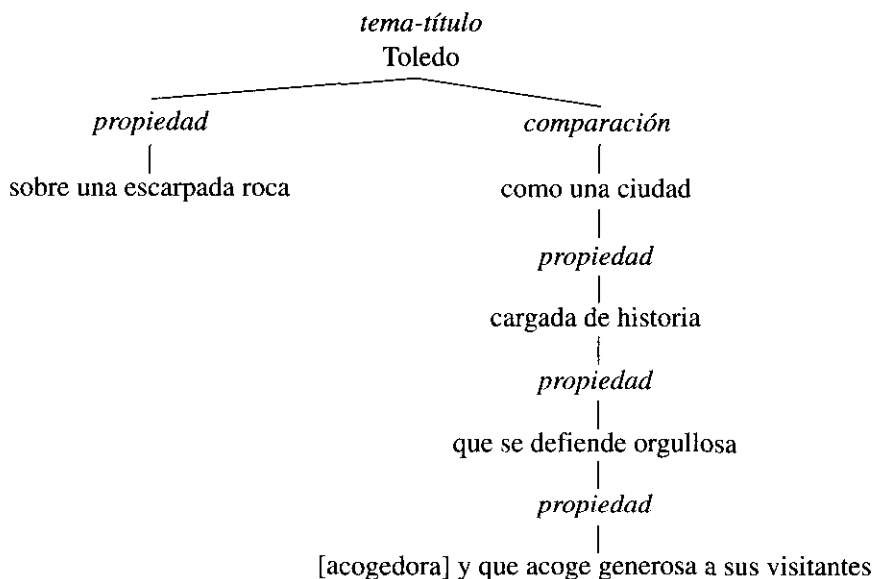 tema-título
Toledo
propiedad
comparación
sobre una escarpada roca
como una ciudad
propiedad
cargada de historia
propiedad
que se defiende orgullosa
propiedad
[acogedora] y que acoge generosa a sus visitantes